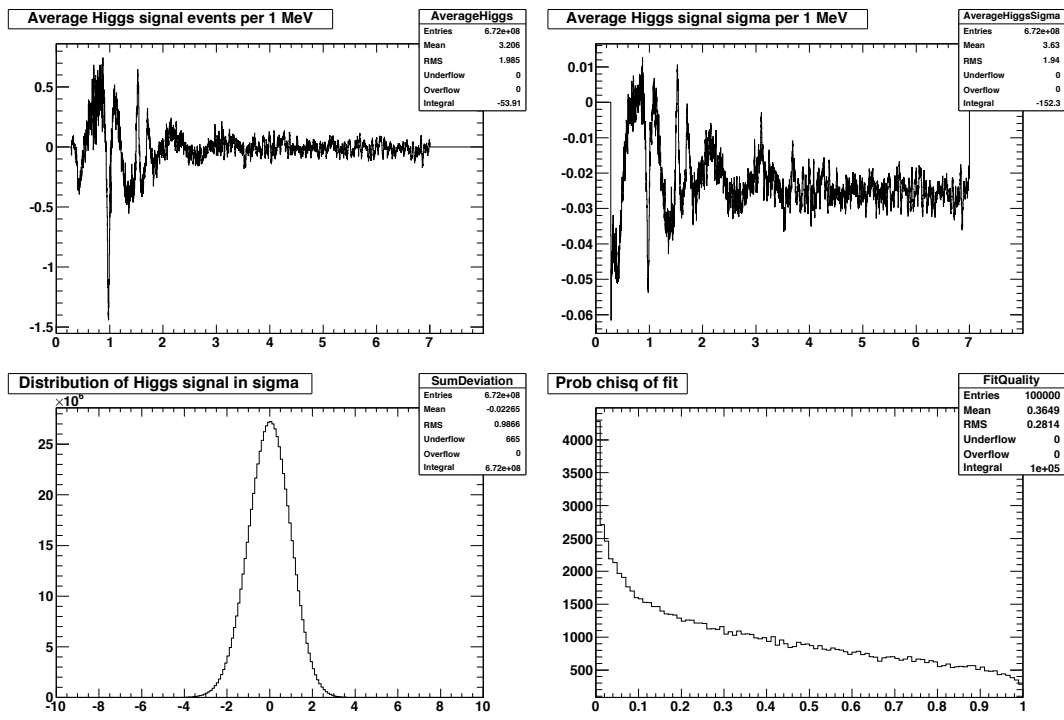 Average Higgs signal events per 1 MeV
AverageHiggs
Entries 6.72e+08
Mean 3.206
RMS 1.985
Underflow 0
Overflow 0
Integral -53.91
0.5
0
-0.5
-1
-1.5
0 1 2 3 4 5 6 7
Average Higgs signal sigma per 1 MeV
AverageHiggsSigma
Entries 6.72e+08
Mean 3.63
RMS 1.94
Underflow 0
Overflow 0
Integral -152.3
0.01
0
-0.01
-0.02
-0.03
-0.04
-0.05
-0.06
0 1 2 3 4 5 6 7
Distribution of Higgs signal in sigma
×10⁶
SumDeviation
Entries 6.72e+08
Mean -0.02265
RMS 0.9866
Underflow 665
Overflow 0
Integral 6.72e+08
25
20
15
10
5
0
-10 -8 -6 -4 -2 0 2 4 6 8 10
Prob chisq of fit
FitQuality
Entries 100000
Mean 0.3649
RMS 0.2814
Underflow 0
Overflow 0
Integral 1e+05
4000
3500
3000
2500
2000
1500
1000
500
0 0.1 0.2 0.3 0.4 0.5 0.6 0.7 0.8 0.9 1